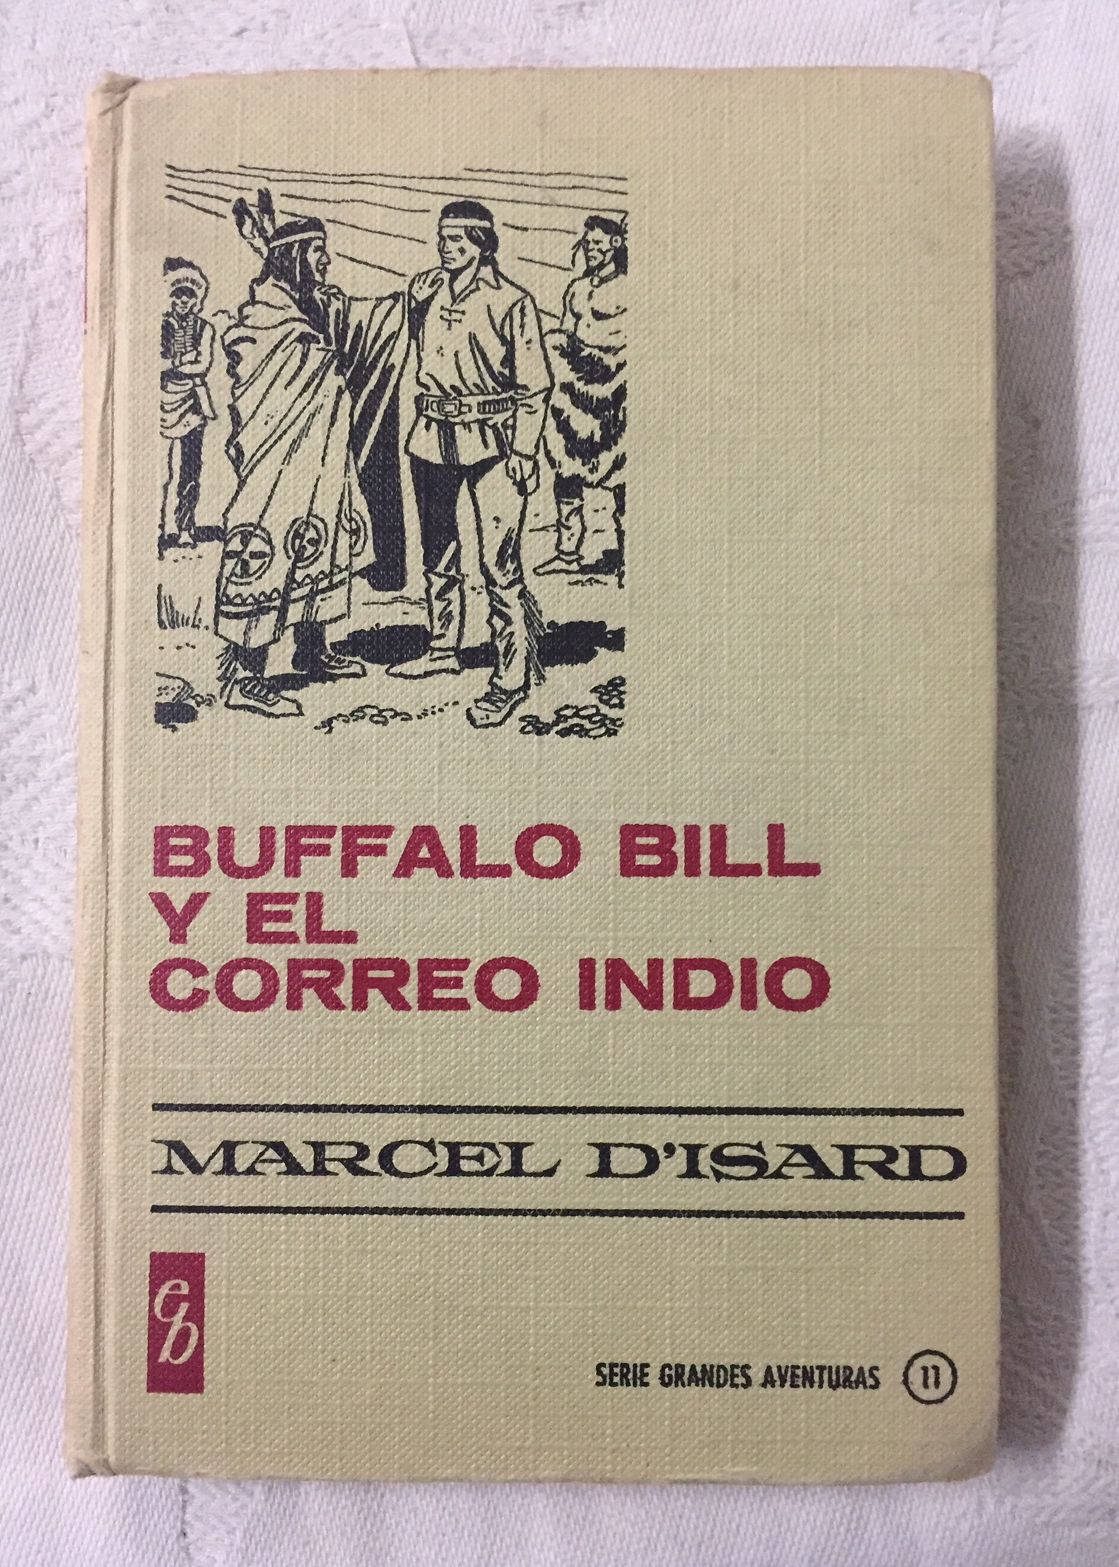 BUFFALO BILL
Y EL
CORREO INDIO
MARCEL D'ISARD
eb
SERIE GRANDES AVENTURAS 11